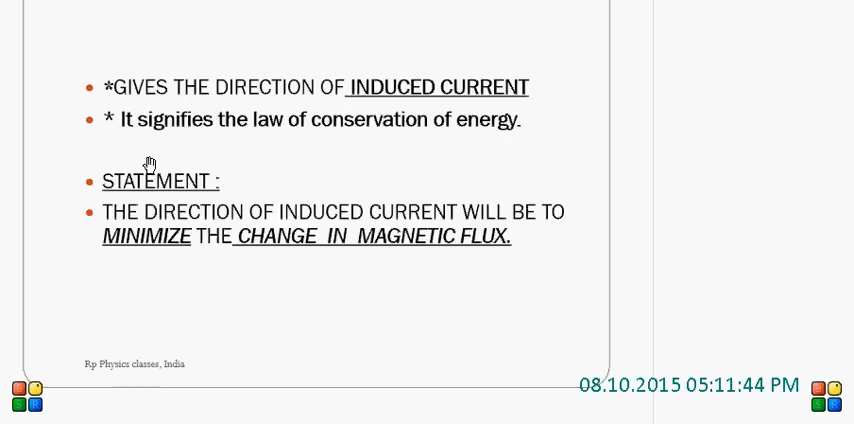 *GIVES THE DIRECTION OF INDUCED CURRENT
* It signifies the law of conservation of energy.
STATEMENT :
THE DIRECTION OF INDUCED CURRENT WILL BE TO
MINIMIZE THE CHANGE IN MAGNETIC FLUX.
Rp Physics classes, India
08.10.2015 05:11:44 PM